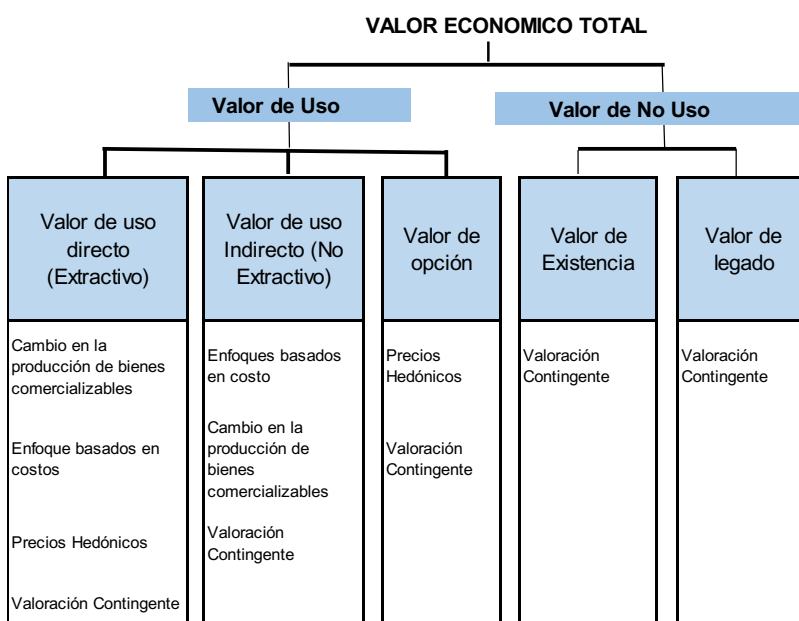 VALOR ECONOMICO TOTAL
Valor de Uso
Valor de No Uso
Valor de uso
directo
(Extractivo)
Valor de uso
Indirecto (No
Extractivo)
Valor de
opción
Valor de
Existencia
Valor de
legado
Cambio en la
producción de bienes
comercializables
Enfoque basados en
costos
Precios Hedónicos
Valoración Contingente
Enfoques basados
en costo
Cambio en la
producción de
bienes
comercializables
Valoración
Contingente
Precios
Hedónicos
Valoración
Contingente
Valoración
Contingente
Valoración
Contingente